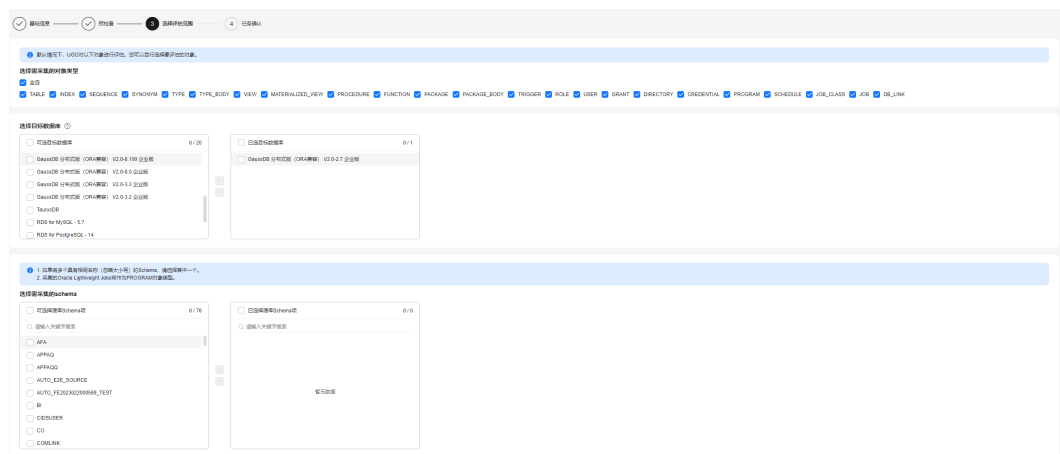 基础信息 预检查 3 选择评估范围 4 任务确认
默认情况下，UGO对以下对象进行评估。您可以自行选择要评估的对象。
选择需采集的对象类型
全选
TABLE INDEX SEQUENCE SYNONYM TYPE TYPE_BODY VIEW MATERIALIZED_VIEW PROCEDURE FUNCTION PACKAGE PACKAGE_BODY TRIGGER ROLE USER GRANT DIRECTORY CREDENTIAL PROGRAM SCHEDULE JOB_CLASS JOB DB_LINK
选择目标数据库
可选目标数据库 0 / 20
GaussDB 分布式版（ORA兼容） V2.0-8.100 企业版
GaussDB 分布式版（ORA兼容） V2.0-8.0 企业版
GaussDB 分布式版（ORA兼容） V2.0-3.3 企业版
GaussDB 分布式版（ORA兼容） V2.0-3.2 企业版
TaurusDB
RDS for MySQL - 5.7
RDS for PostgreSQL - 14
已选目标数据库 0 / 1
GaussDB 分布式版（ORA兼容） V2.0-2.7 企业版
1. 如果有多个具有相同名称（忽略大小写）的Schema，请选择其中一个。
2. 采集的Oracle Lightweight Jobs将作为PROGRAM对象类型。
选择需采集的schema
可选择源库Schema项 0 / 76
请输入关键字搜索
AFA
APPAQ
APPAQQ
AUTO_E2E_SOURCE
AUTO_FE2023022000599_TEST
BI
CIDSUSER
CO
COMLINK
已选择源库Schema项 0 / 0
请输入关键字搜索
暂无数据